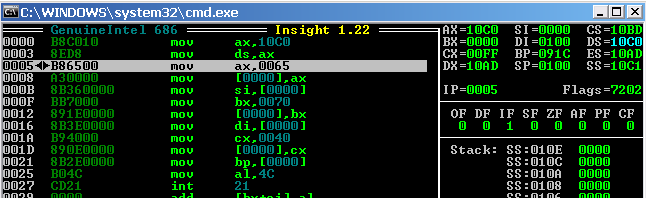 C:\WINDOWS\system32\cmd.exe
GenuineIntel 686 Insight 1.22
0000 B8C010 mov ax,10C0
0003 8ED8 mov ds,ax
0005 B86500 mov ax,0065
0008 A30000 mov [0000],ax
000B 8B360000 mov si,[0000]
000F BB7000 mov bx,0070
0012 891E0000 mov [0000],bx
0016 8B3E0000 mov di,[0000]
001A B94000 mov cx,0040
001D 890E0000 mov [0000],cx
0021 8B2E0000 mov bp,[0000]
0025 B04C mov al,4C
0027 CD21 int 21
0029 0000 add [bx+si],al
AX=10C0 SI=0000 CS=10BD
BX=0000 DI=0100 DS=10C0
CX=00FF BP=091C ES=10AD
DX=10AD SP=0100 SS=10C1
IP=0005 Flags=7202
OF DF IF SF ZF AF PF CF
0 0 1 0 0 0 0 0
Stack: SS:010E 0000
SS:010C 0000
SS:010A 0000
SS:0108 0000
SS:0106 0000